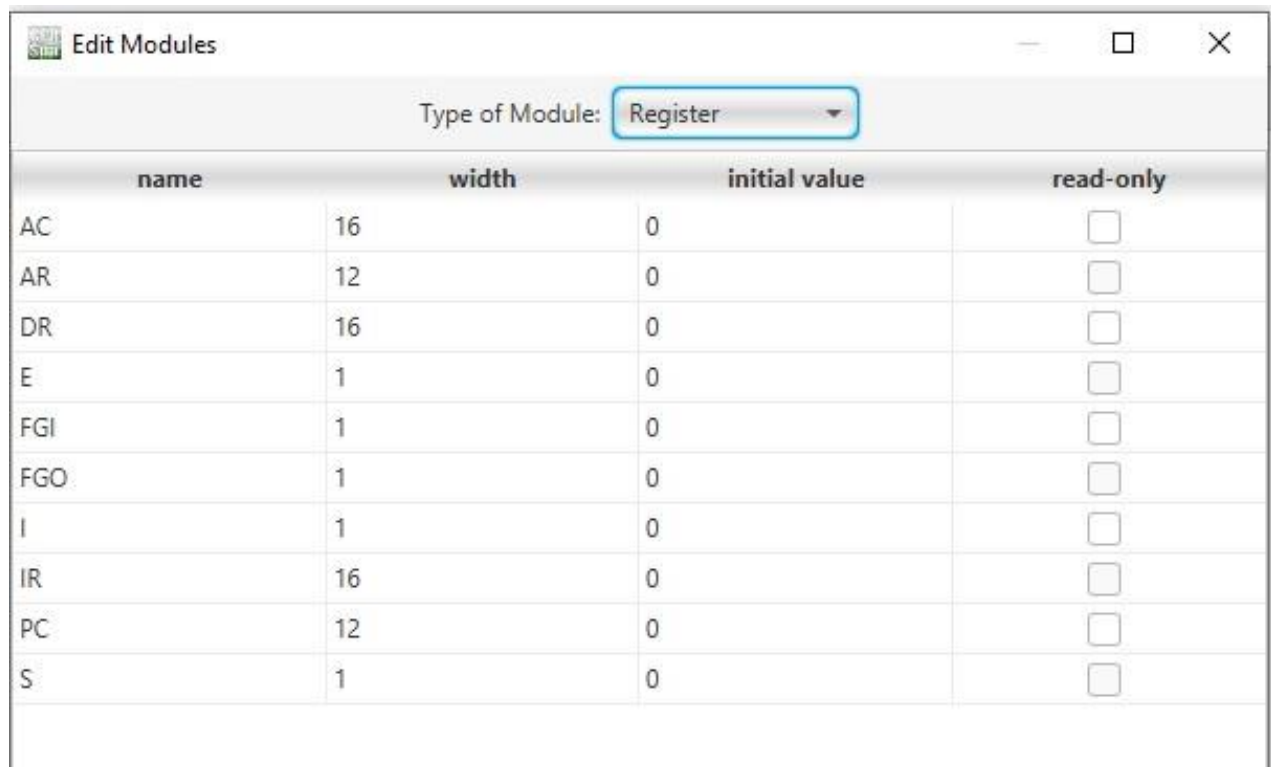 Edit Modules
Type of Module: Register
name width initial value read-only
AC 16 0
AR 12 0
DR 16 0
E 1 0
FGI 1 0
FGO 1 0
I 1 0
IR 16 0
PC 12 0
S 1 0